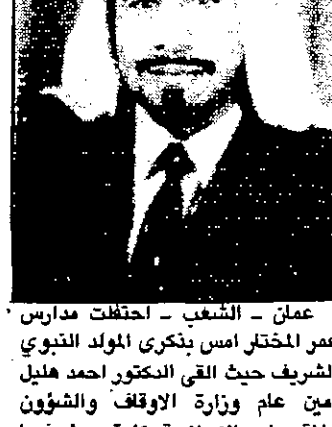 عمان - الشعب - احتفلت مدارس
عمر المختار امس بذكرى المولد النبوي
الشريف حيث القى الدكتور احمد هليل
امين عام وزارة الاوقاف والشؤون